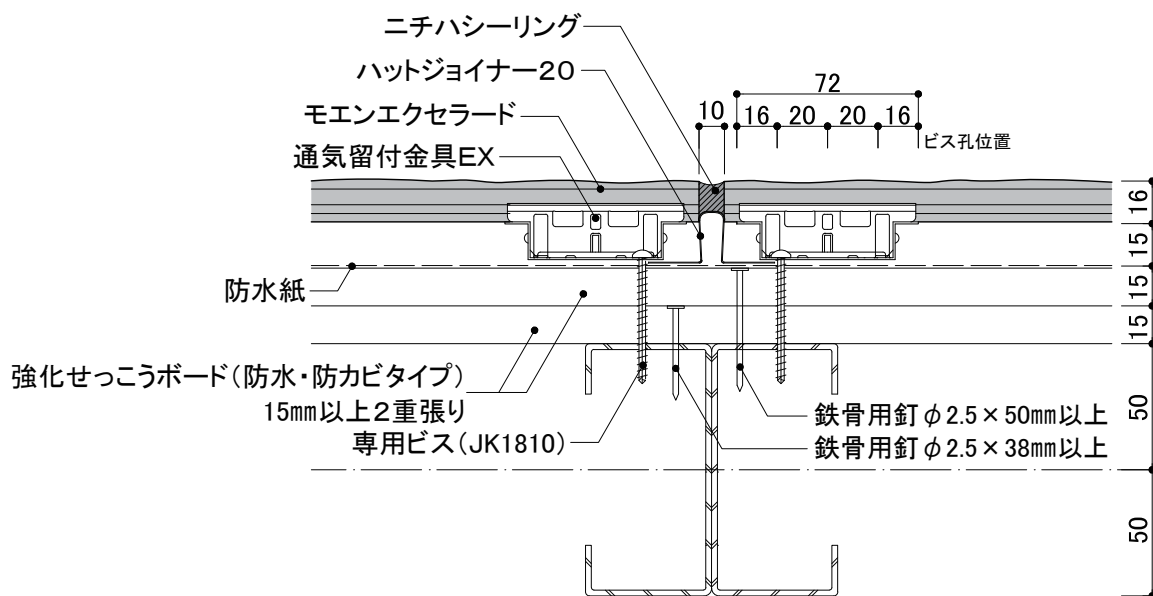 ニチハシーリング
ハットジョイナー20
モエンエクセラード
通気留付金具EX
72
10
16 20 20 16
ビス孔位置
16
15
防水紙
15
15
強化せっこうボード(防水・防カビタイプ)
15mm以上2重張り
専用ビス(JK1810)
鉄骨用釘φ2.5×50mm以上
鉄骨用釘φ2.5×38mm以上
50
50